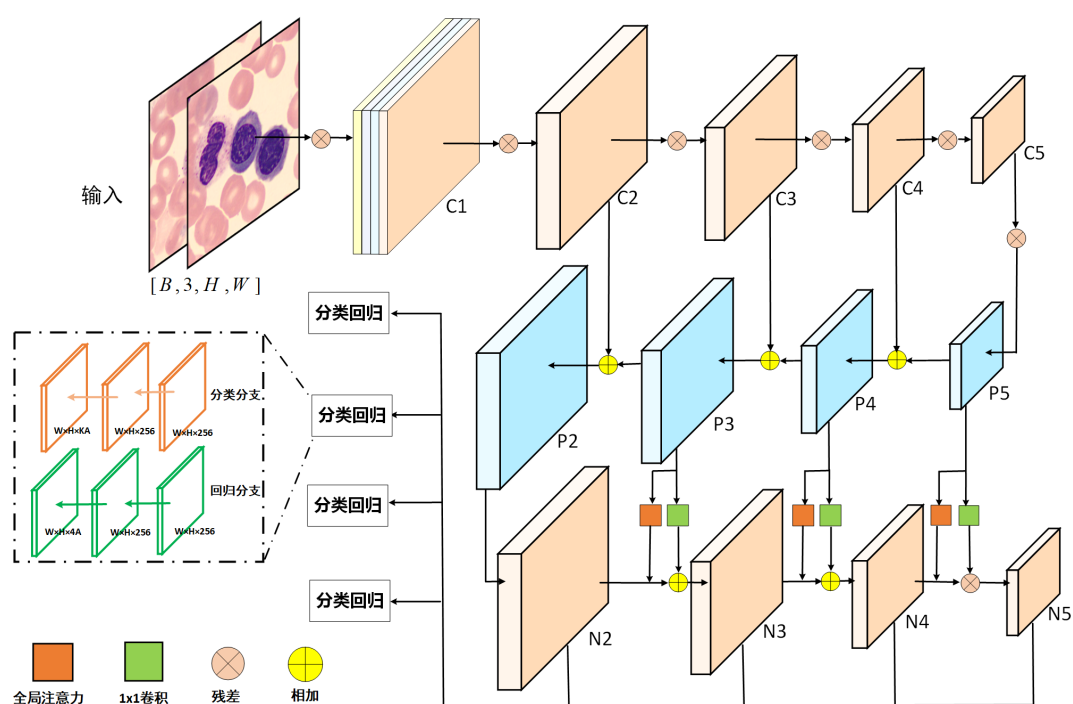 输入
[B,3,H,W]
C1
C2
C3
C4
C5
P2
P3
P4
P5
分类回归
分类回归
分类回归
分类回归
分类分支
W×H×KA
W×H×256
W×H×256
回归分支
W×H×4A
W×H×256
W×H×256
N2
N3
N4
N5
全局注意力
1x1卷积
残差
相加